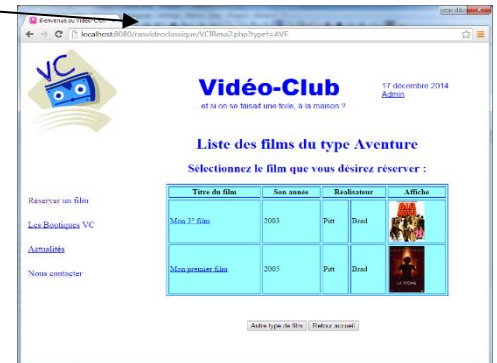 Bienvenue au Vidéo-Club
localhost:8080/casvideoclassique/VCIResa2.php?typef=AVE
VC
Vidéo-Club
et si on se faisait une toile, à la maison ?
17 décembre 2014
Admin
Liste des films du type Aventure
Sélectionnez le film que vous désirez réserver :
Titre du film Son année Réalisateur Affiche
Mon 3° film 2003 Pitt Brad
Mon premier film 2005 Pitt Brad
Réserver un film
Les Boutiques VC
Actualités
Nous contacter
Autre type de film Retour accueil